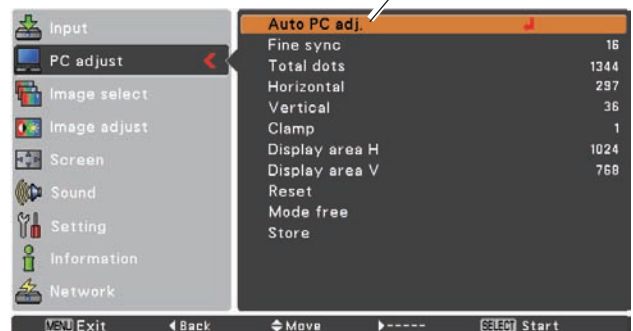 Input
PC adjust
Image select
Image adjust
Screen
Sound
Setting
Information
Network
Auto PC adj.
Fine sync 16
Total dots 1344
Horizontal 297
Vertical 36
Clamp 1
Display area H 1024
Display area V 768
Reset
Mode free
Store
MENU Exit Back Move ----- SELECT Start